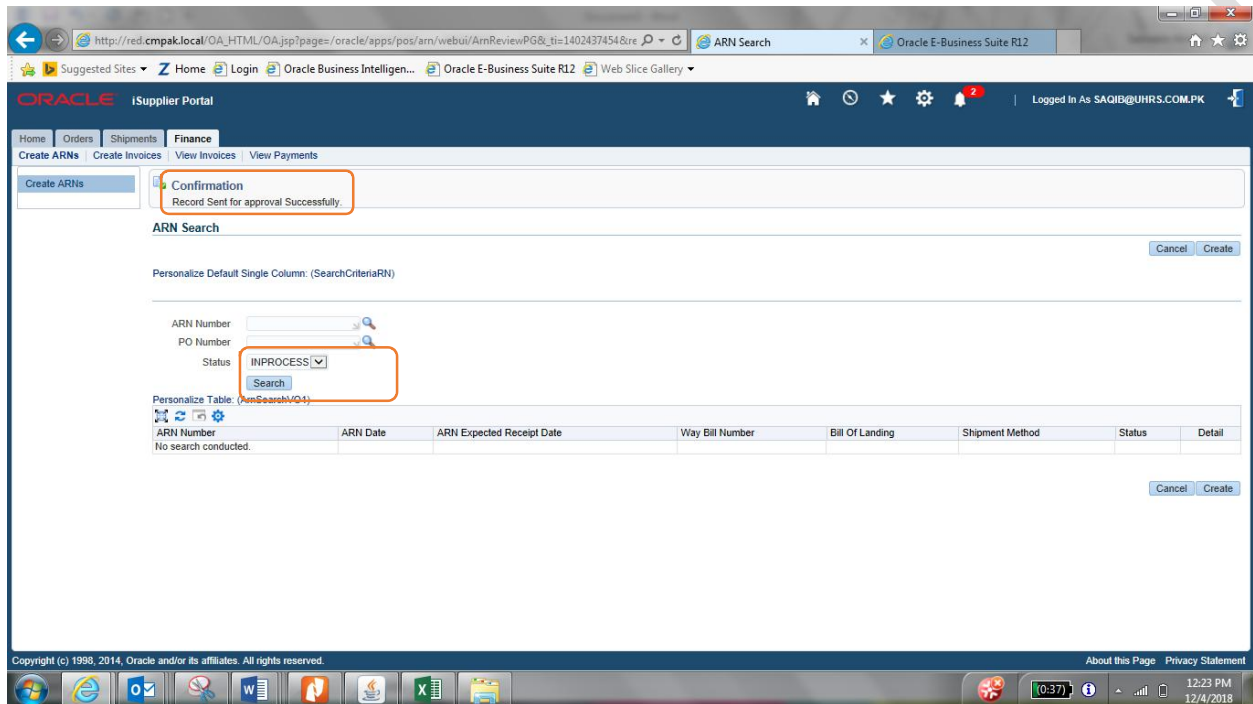 http://red.cmpak.local/OA_HTML/OA.jsp?page=/oracle/apps/pos/arn/webui/ArnReviewPG&_ti=1402437454&re
ARN Search
Oracle E-Business Suite R12
Suggested Sites
Home
Login
Oracle Business Intelligen...
Oracle E-Business Suite R12
Web Slice Gallery
ORACLE iSupplier Portal
2
Logged In As SAQIB@UHRS.COM.PK
Home Orders Shipments Finance
Create ARNs | Create Invoices | View Invoices | View Payments
Create ARNs
Confirmation
Record Sent for approval Successfully.
ARN Search
Cancel Create
Personalize Default Single Column: (SearchCriteriaRN)
ARN Number
PO Number
Status INPROCESS
Search
Personalize Table: (ArnSearchVO1)
ARN Number ARN Date ARN Expected Receipt Date Way Bill Number Bill Of Landing Shipment Method Status Detail
No search conducted.
Cancel Create
Copyright (c) 1998, 2014, Oracle and/or its affiliates. All rights reserved.
About this Page Privacy Statement
(0:37)
12:23 PM
12/4/2018